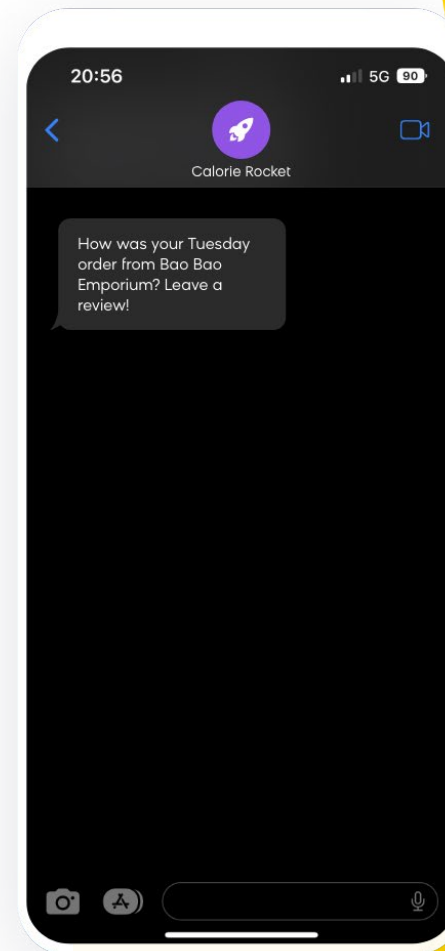 20:56
5G 90
Calorie Rocket
How was your Tuesday
order from Bao Bao
Emporium? Leave a
review!